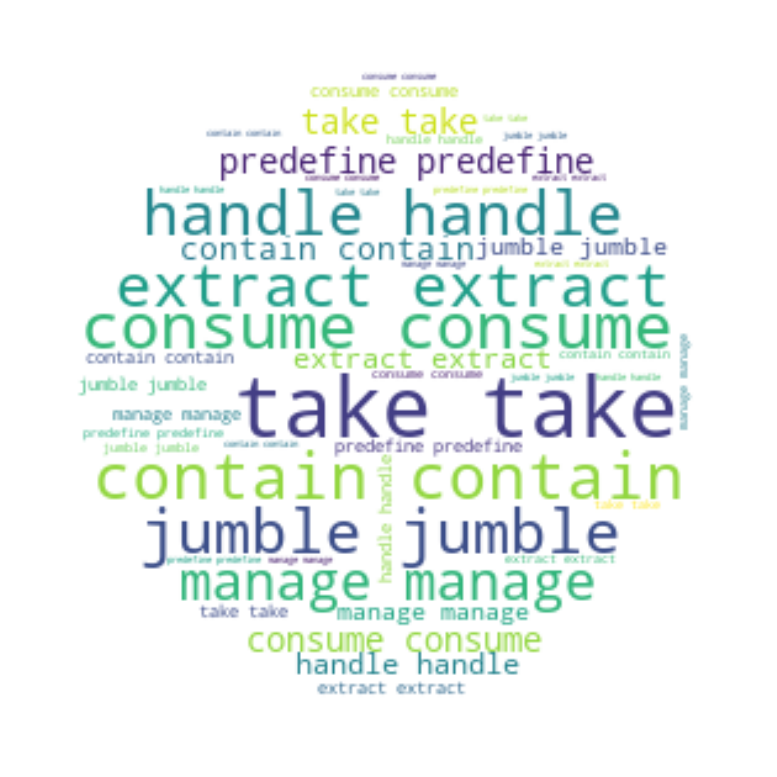 consume consume
consume consume
take take
take take
contain contain
handle handle
jumble jumble
predefine predefine
consume consume
extract extract
handle handle
take take
predefine predefine
handle handle
contain contain
jumble jumble
manage manage
extract extract
extract extract
consume consume
contain contain
extract extract
contain contain
manage manage
consume consume
jumble jumble
handle handle
jumble jumble
take take
manage manage
predefine predefine
jumble jumble
contain contain
predefine predefine
contain contain
handle handle
take take
jumble jumble
predefine predefine
manage manage
extract extract
manage manage
take take
manage manage
consume consume
handle handle
extract extract